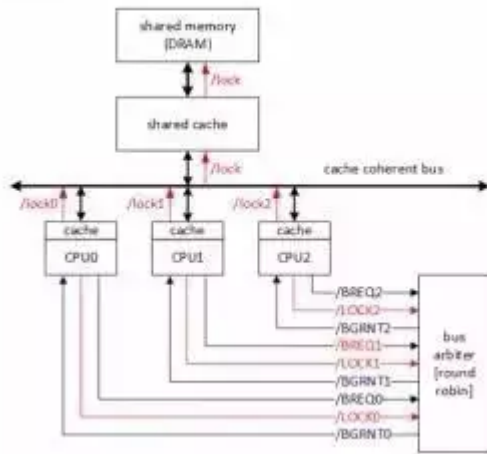 shared memory
(DRAM)
/lock
shared cache
/lock
cache coherent bus
/lock0
/lock1
/lock2
cache
CPU0
cache
CPU1
cache
CPU2
/BREQ2
/LOCK2
/BGRNT2
/BREQ1
/LOCK1
/BGRNT1
/BREQ0
/LOCK0
/BGRNT0
bus
arbiter
[round
robin]